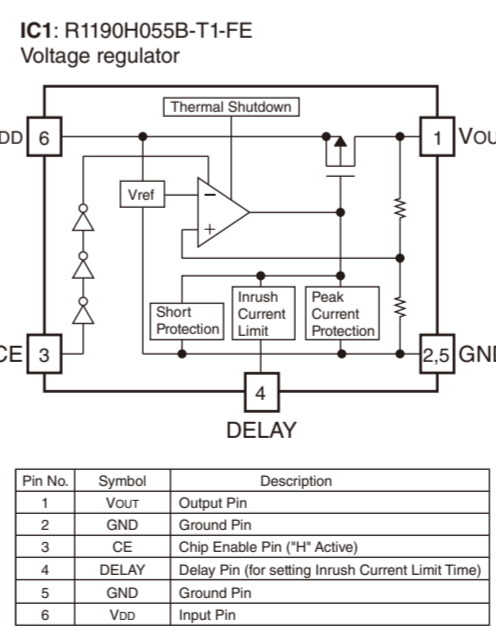 IC1: R1190H055B-T1-FE
Voltage regulator
Thermal Shutdown
DD 6
1 VOU
Vref
−
+
Short
Protection
Inrush
Current
Limit
Peak
Current
Protection
CE 3
2,5 GND
4
DELAY
Pin No. Symbol Description
1 VOUT Output Pin
2 GND Ground Pin
3 CE Chip Enable Pin ("H" Active)
4 DELAY Delay Pin (for setting Inrush Current Limit Time)
5 GND Ground Pin
6 VDD Input Pin